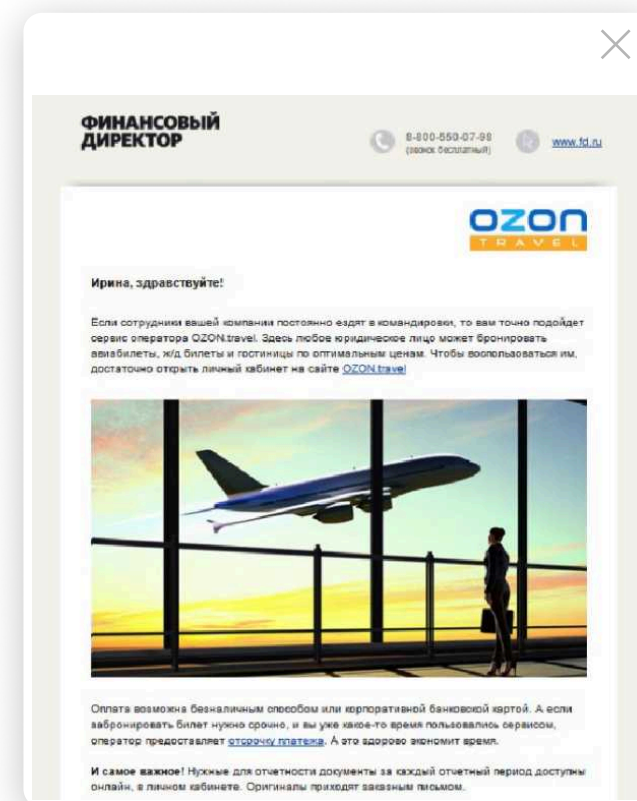 ФИНАНСОВЫЙ
ДИРЕКТОР
8-800-550-07-98
(звонок бесплатный)
www.fd.ru
ozon
TRAVEL
Ирина, здравствуйте!
Если сотрудники вашей компании постоянно ездят в командировки, то вам точно подойдет
сервис оператора OZON.travel. Здесь любое юридическое лицо может бронировать
авиабилеты, ж/д билеты и гостиницы по оптимальным ценам. Чтобы воспользоваться им,
достаточно открыть личный кабинет на сайте OZON.travel
Оплата возможна безналичным способом или корпоративной банковской картой. А если
забронировать билет нужно срочно, и вы уже какое-то время пользовались сервисом,
оператор предоставляет отсрочку платежа. А это здорово экономит время.
И самое важное! Нужные для отчетности документы за каждый отчетный период доступны
онлайн, в личном кабинете. Оригиналы приходят заказным письмом.